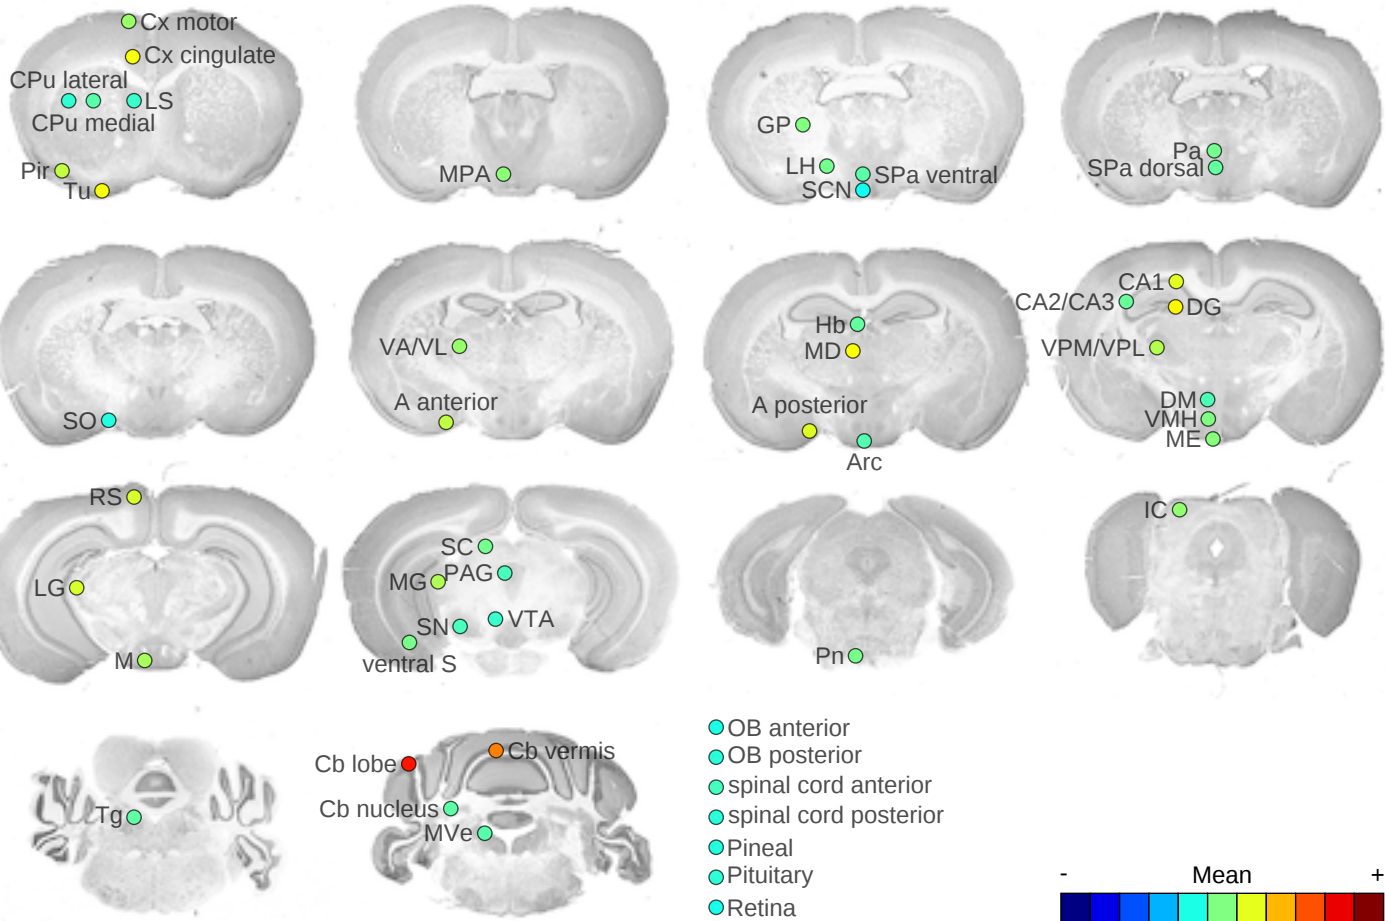 Cx motor
Cx cingulate
CPu lateral
LS
CPu medial
Pir
Tu
MPA
GP
LH
SPa ventral
SCN
Pa
SPa dorsal
SO
VA/VL
A anterior
Hb
MD
A posterior
Arc
CA1
CA2/CA3
DG
VPM/VPL
DM
VMH
ME
RS
LG
M
SC
MG
PAG
SN
VTA
ventral S
Pn
IC
Tg
Cb lobe
Cb vermis
Cb nucleus
MVe
OB anterior
OB posterior
spinal cord anterior
spinal cord posterior
Pineal
Pituitary
Retina
- Mean +